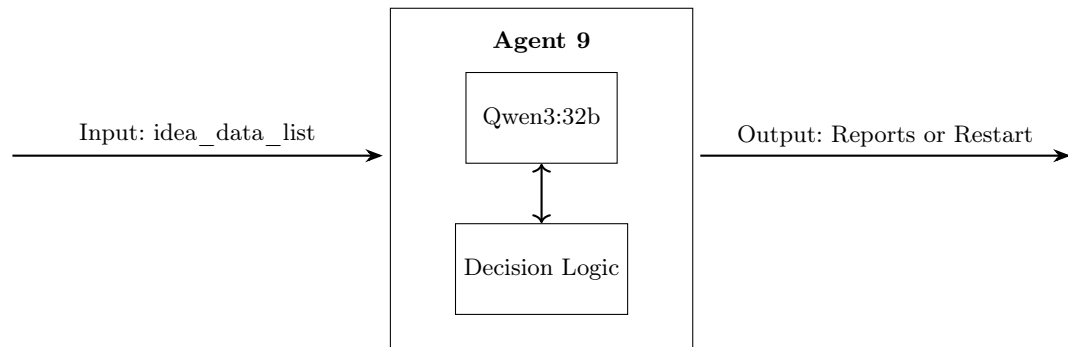 Agent 9
Qwen3:32b
Input: idea_data_list
Output: Reports or Restart
Decision Logic